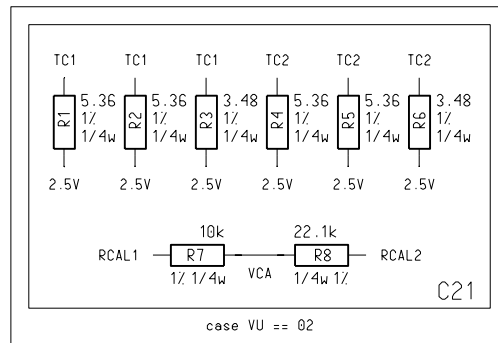 TC1 TC1 TC1 TC2 TC2 TC2
R1 5.36 1% 1/4w
R2 5.36 1% 1/4w
R3 3.48 1% 1/4w
R4 5.36 1% 1/4w
R5 5.36 1% 1/4w
R6 3.48 1% 1/4w
2.5V 2.5V 2.5V 2.5V 2.5V 2.5V
10k 22.1k
RCAL1 R7 R8 RCAL2
1% 1/4w VCA 1/4w 1%
C21
case VU == 02